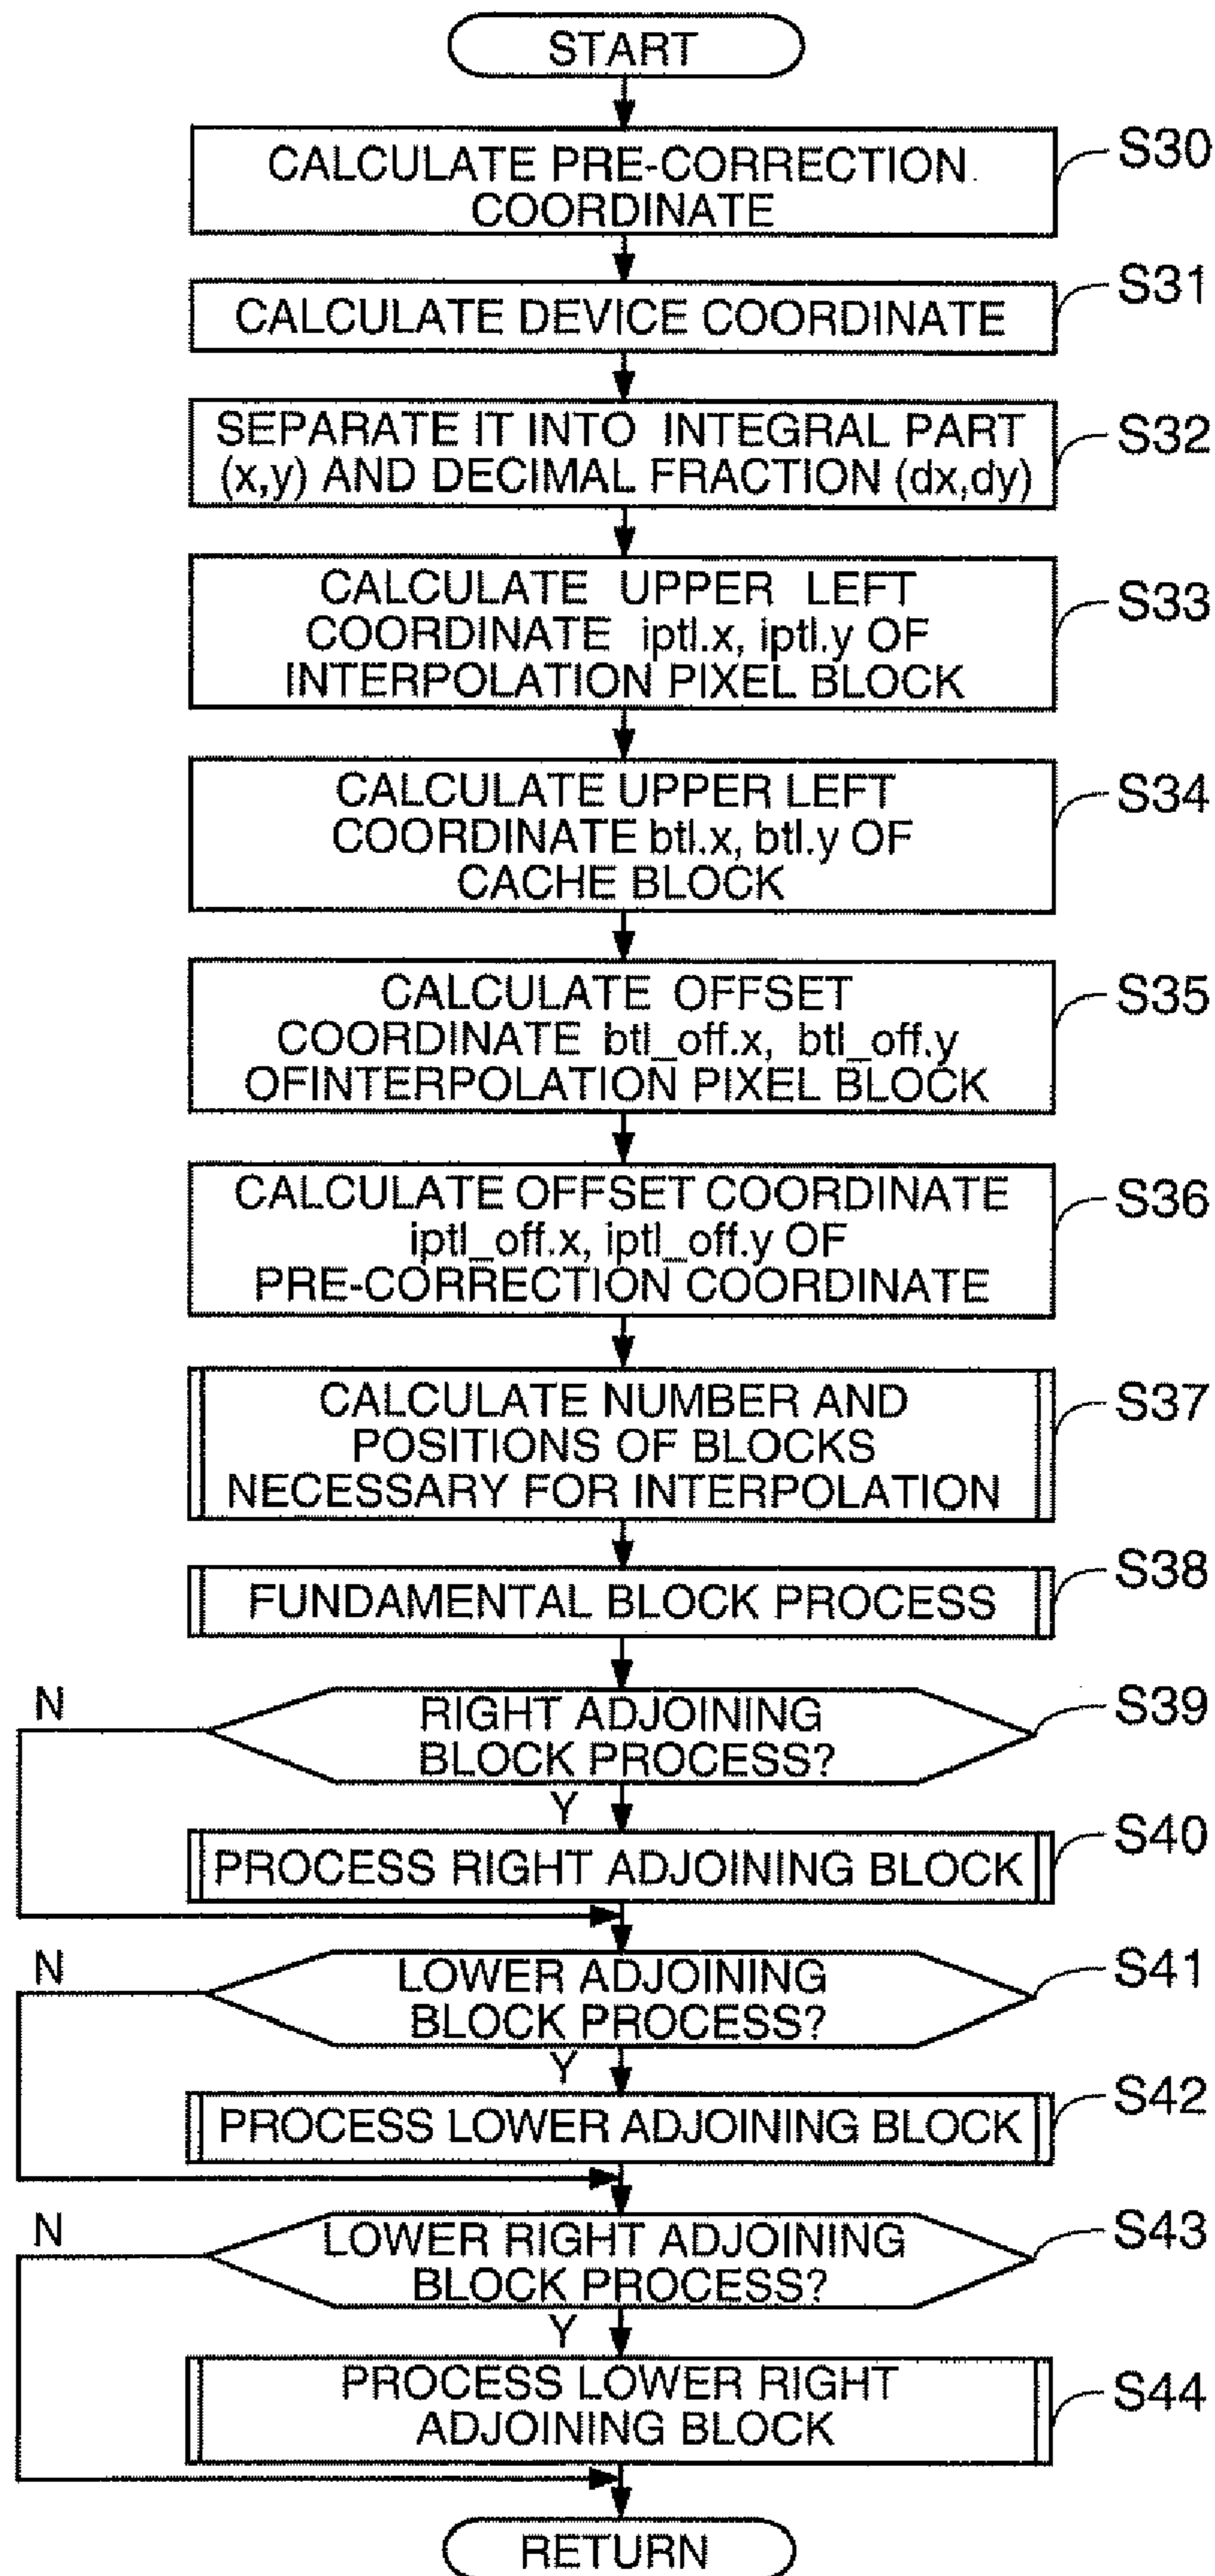 START
CALCULATE PRE-CORRECTION
COORDINATE
S30
CALCULATE DEVICE COORDINATE
S31
SEPARATE IT INTO INTEGRAL PART
(x,y) AND DECIMAL FRACTION (dx,dy)
S32
CALCULATE UPPER LEFT
COORDINATE iptl.x, iptl.y OF
INTERPOLATION PIXEL BLOCK
S33
CALCULATE UPPER LEFT
COORDINATE btl.x, btl.y OF
CACHE BLOCK
S34
CALCULATE OFFSET
COORDINATE btl_off.x, btl_off.y
OFINTERPOLATION PIXEL BLOCK
S35
CALCULATE OFFSET COORDINATE
iptl_off.x, iptl_off.y OF
PRE-CORRECTION COORDINATE
S36
CALCULATE NUMBER AND
POSITIONS OF BLOCKS
NECESSARY FOR INTERPOLATION
S37
FUNDAMENTAL BLOCK PROCESS
S38
N
RIGHT ADJOINING
BLOCK PROCESS?
S39
Y
PROCESS RIGHT ADJOINING BLOCK
S40
N
LOWER ADJOINING
BLOCK PROCESS?
S41
Y
PROCESS LOWER ADJOINING BLOCK
S42
N
LOWER RIGHT ADJOINING
BLOCK PROCESS?
S43
Y
PROCESS LOWER RIGHT
ADJOINING BLOCK
S44
RETURN